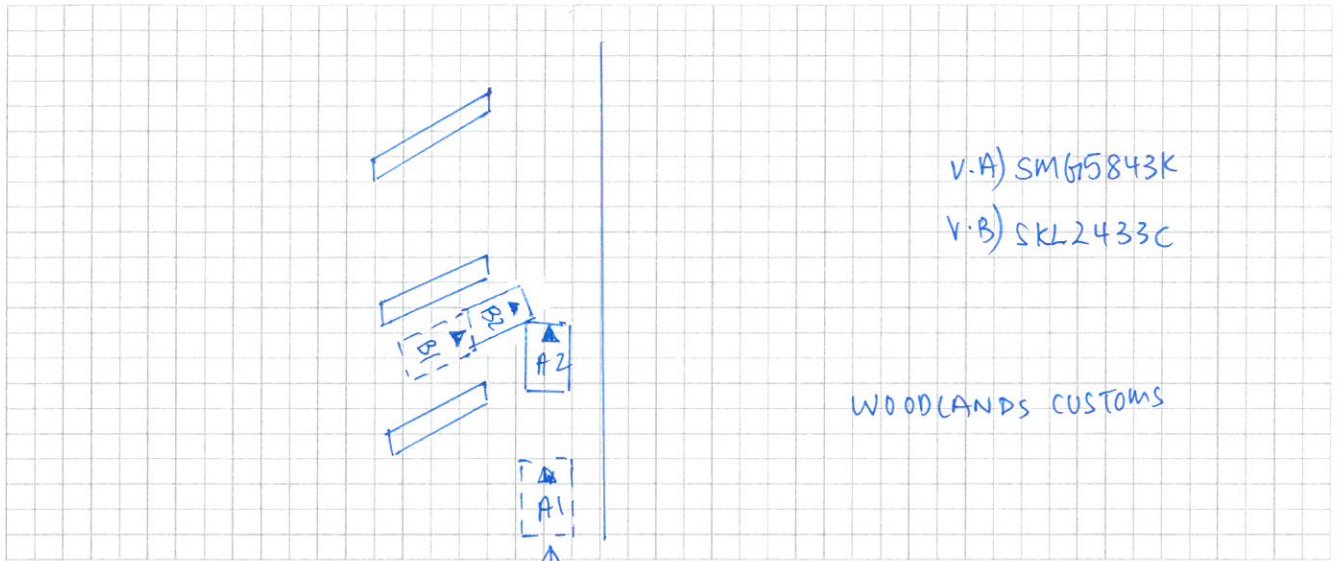 V.A) SMG5843K
V.B) SKL2433C
B1
B2
A2
WOODLANDS CUSTOMS
A1